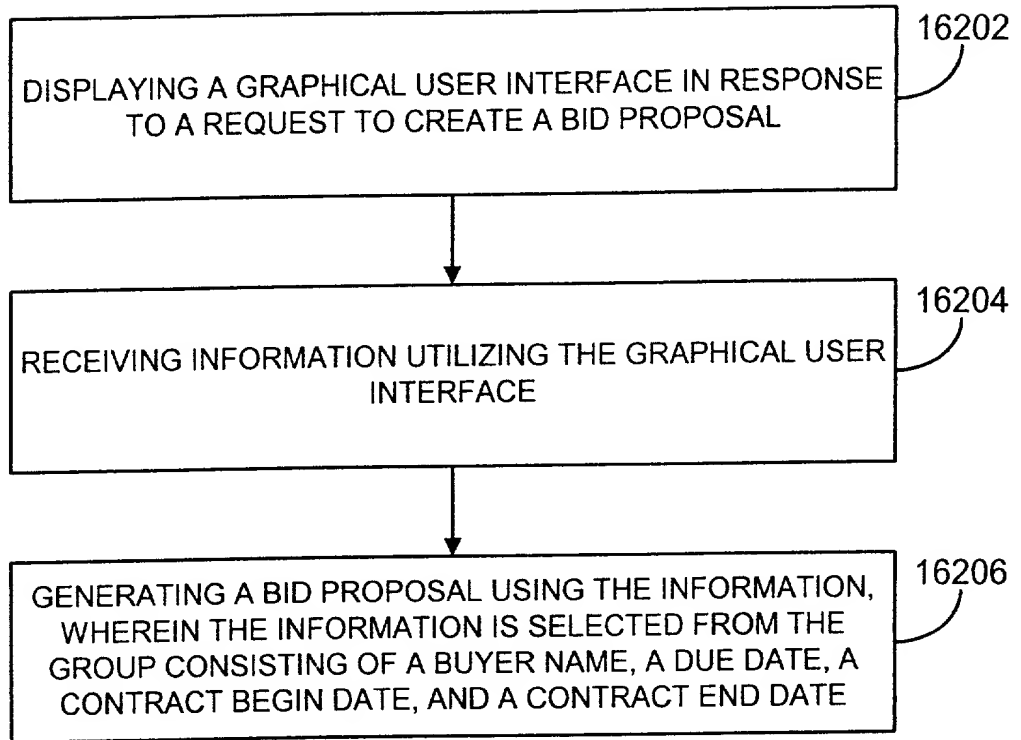 16202
DISPLAYING A GRAPHICAL USER INTERFACE IN RESPONSE
TO A REQUEST TO CREATE A BID PROPOSAL
16204
RECEIVING INFORMATION UTILIZING THE GRAPHICAL USER
INTERFACE
16206
GENERATING A BID PROPOSAL USING THE INFORMATION,
WHEREIN THE INFORMATION IS SELECTED FROM THE
GROUP CONSISTING OF A BUYER NAME, A DUE DATE, A
CONTRACT BEGIN DATE, AND A CONTRACT END DATE